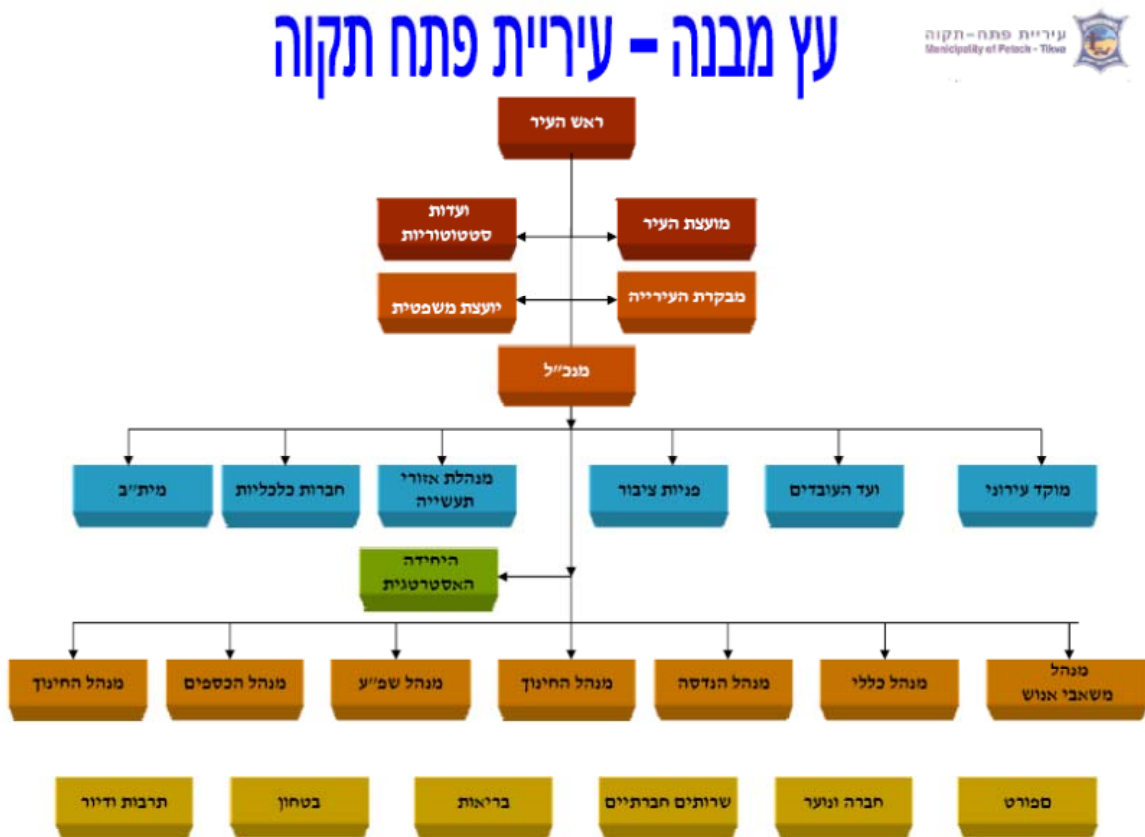 עץ מבנה – עיריית פתח תקוה
עיריית פתח-תקוה
Municipality of Petach - Tikva
ראש העיר
מועצת העיר
ועדות
סטטוטוריות
מבקרת העירייה
יועצת משפטית
מנכ"ל
מוקד עירוני
ועד העובדים
פניות ציבור
מנהלת אזורי
תעשייה
חברות כלכליות
מית"ב
היחידה
האסטרטגית
מנהל
משאבי אנוש
מנהל כללי
מנהל הנדסה
מנהל החינוך
מנהל שפ"ע
מנהל הכספים
מנהל החינוך
ספורט
חברה ונוער
שרותים חברתיים
בריאות
בטחון
תרבות ודיור